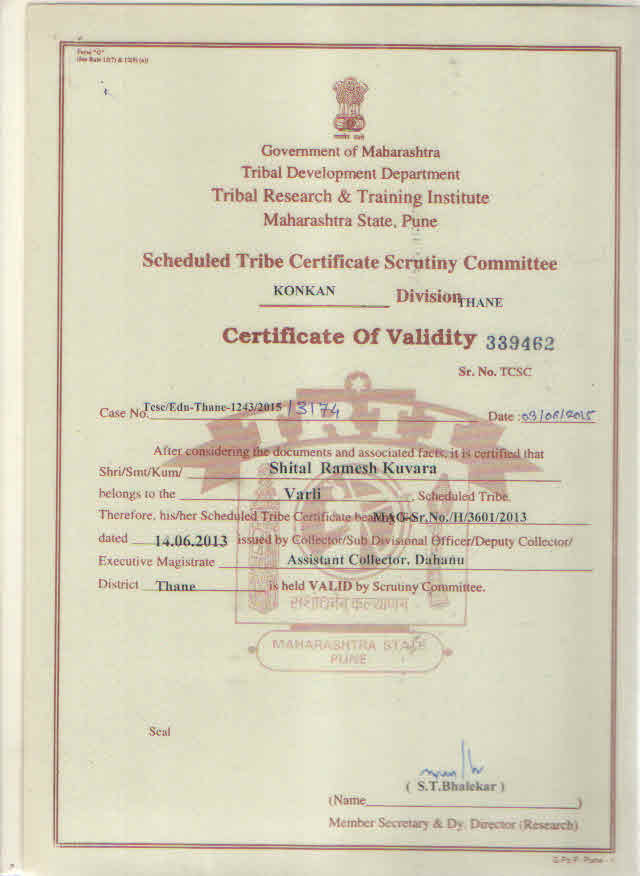 Form "G"
(See Rule 12(7) & 12(8) (a))
सत्यमेव जयते
Government of Maharashtra
Tribal Development Department
Tribal Research & Training Institute
Maharashtra State, Pune
Scheduled Tribe Certificate Scrutiny Committee
KONKAN Division THANE
Certificate Of Validity 339462
Sr. No. TCSC
Case No. Tcsc/Edn-Thane-1243/2015 /3174 Date : 03/06/2015
After considering the documents and associated facts, it is certified that
Shri/Smt/Kum/ Shital Ramesh Kuvara
belongs to the Varli , Scheduled Tribe.
Therefore, his/her Scheduled Tribe Certificate bearing MAG-Sr.No./H/3601/2013
dated 14.06.2013 issued by Collector/Sub Divisional Officer/Deputy Collector/
Executive Magistrate Assistant Collector, Dahanu
District Thane is held VALID by Scrutiny Committee.
TRTI
MAHARASHTRA STATE
PUNE
Seal
( S.T.Bhalekar )
(Name )
Member Secretary & Dy. Director (Research)